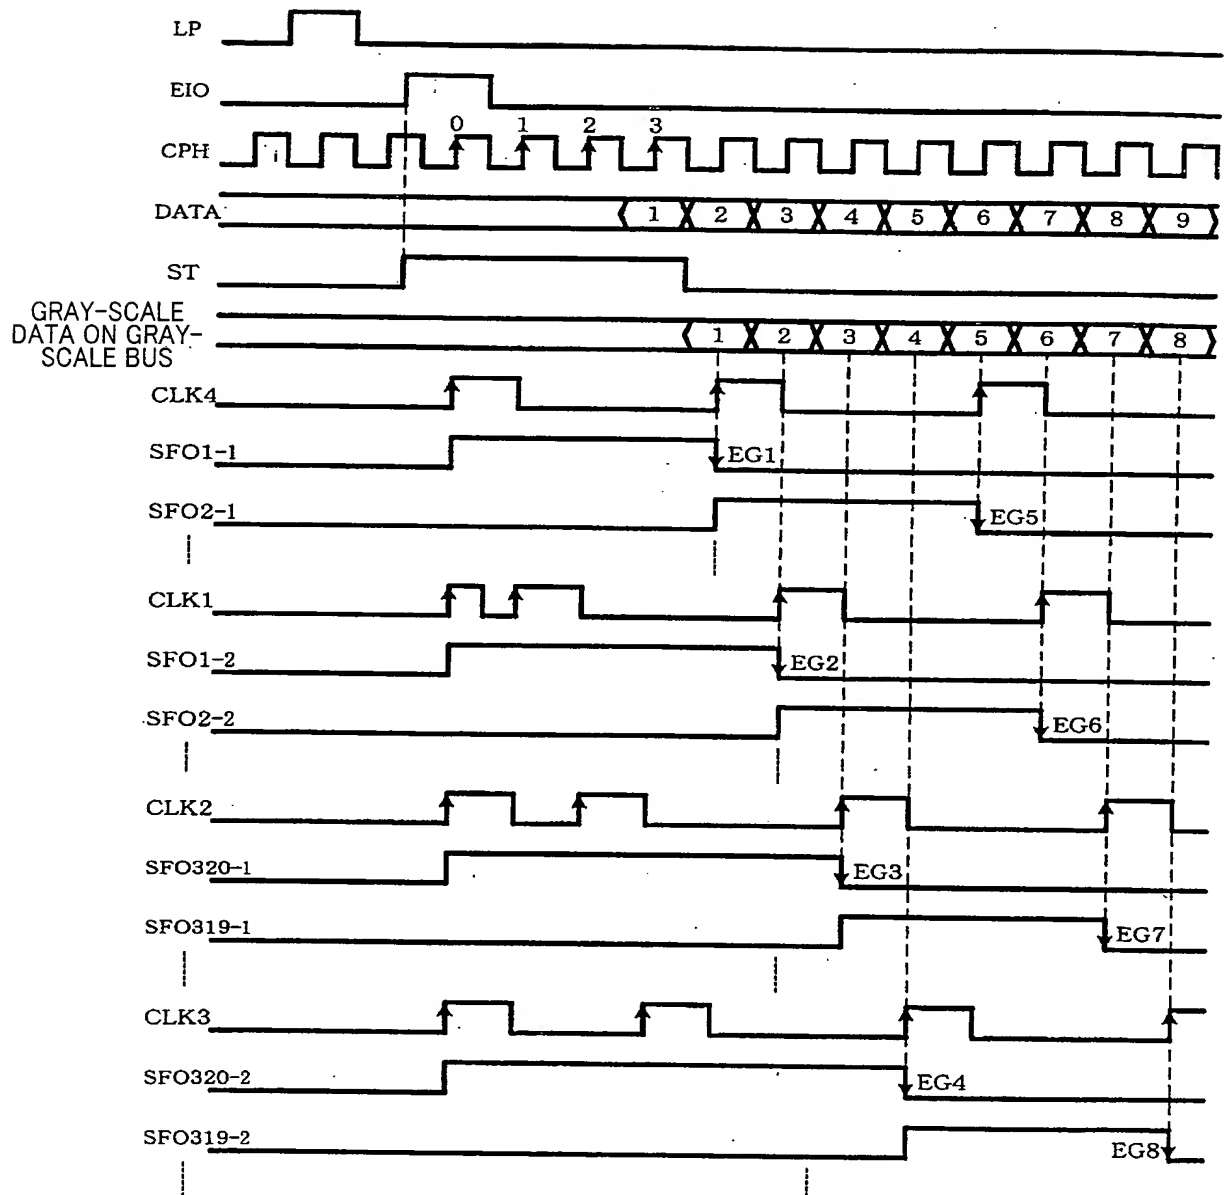 LP
EIO
0 1 2 3
CPH
DATA 1 2 3 4 5 6 7 8 9
ST
GRAY-SCALE
DATA ON GRAY-
SCALE BUS
1 2 3 4 5 6 7 8
CLK4
SFO1-1 EG1
SFO2-1 EG5
CLK1
SFO1-2 EG2
SFO2-2 EG6
CLK2
SFO320-1 EG3
SFO319-1 EG7
CLK3
SFO320-2 EG4
SFO319-2 EG8